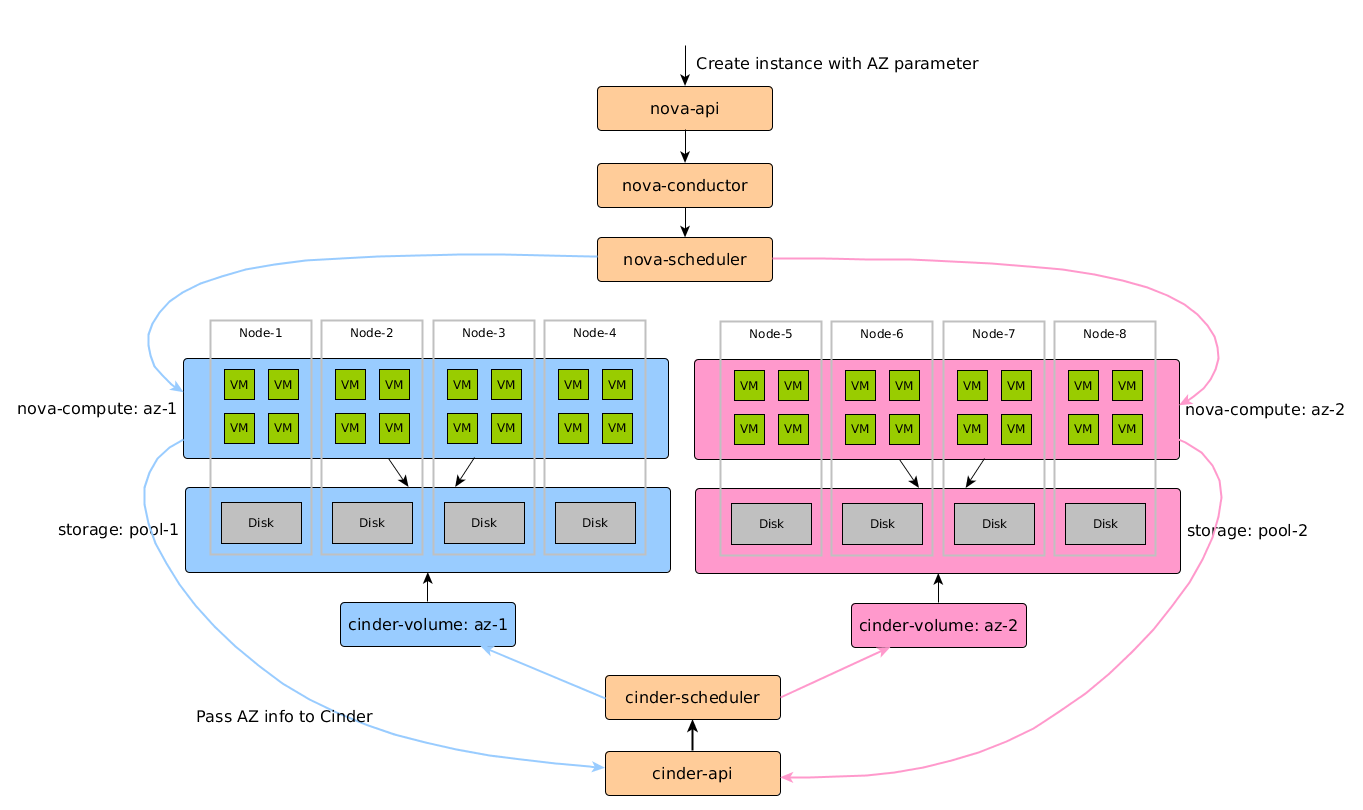 Create instance with AZ parameter
nova-api
nova-conductor
nova-scheduler
Node-1 Node-2 Node-3 Node-4 Node-5 Node-6 Node-7 Node-8
VM VM VM VM VM VM VM VM VM VM VM VM VM VM VM VM
nova-compute: az-1 nova-compute: az-2
VM VM VM VM VM VM VM VM VM VM VM VM VM VM VM VM
Disk Disk Disk Disk Disk Disk Disk Disk
storage: pool-1 storage: pool-2
cinder-volume: az-1 cinder-volume: az-2
cinder-scheduler
Pass AZ info to Cinder
cinder-api